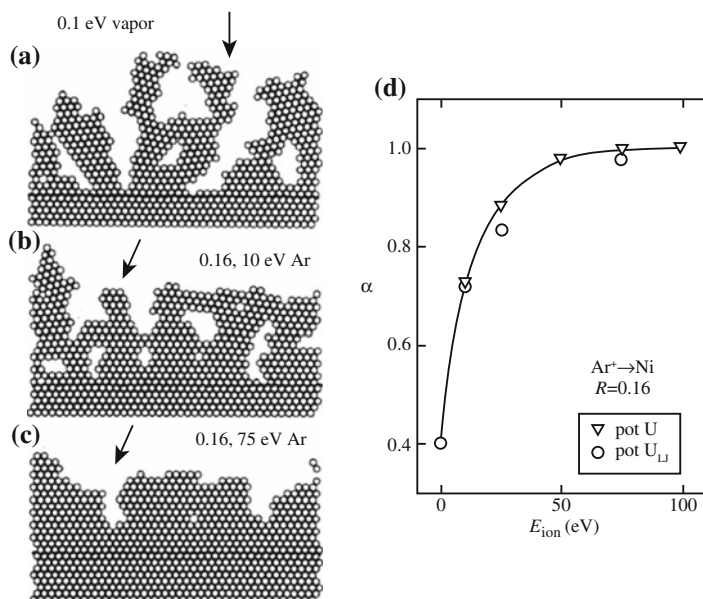 0.1 eV vapor
(a)
(b)
0.16, 10 eV Ar
(c)
0.16, 75 eV Ar
(d)
1.0
0.8
α
0.6
0.4
Ar⁺→Ni
R=0.16
pot U
pot U_LJ
0 50 100
E_ion (eV)